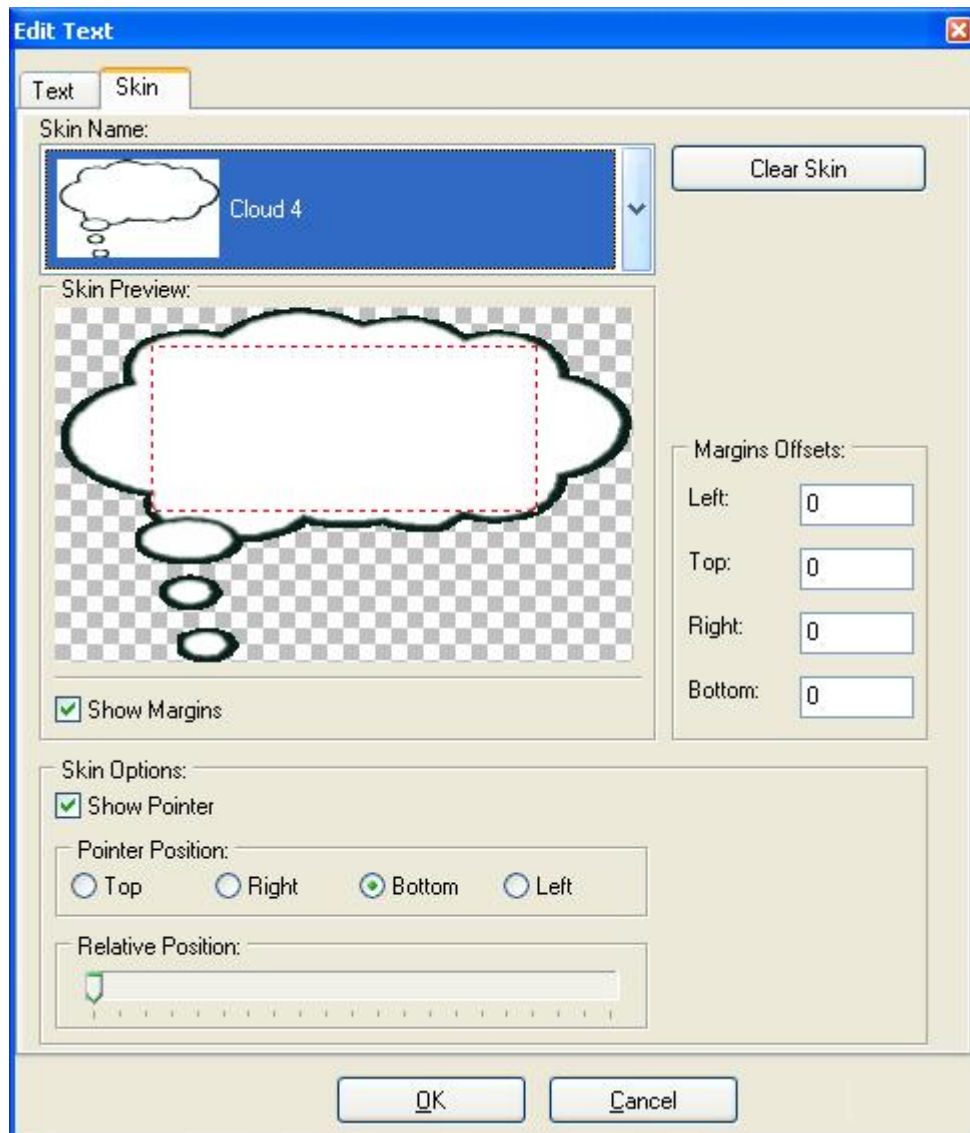 Edit Text
Text Skin
Skin Name:
Cloud 4
Clear Skin
Skin Preview:
Margins Offsets:
Left: 0
Top: 0
Right: 0
Bottom: 0
Show Margins
Skin Options:
Show Pointer
Pointer Position:
Top Right Bottom Left
Relative Position:
OK Cancel